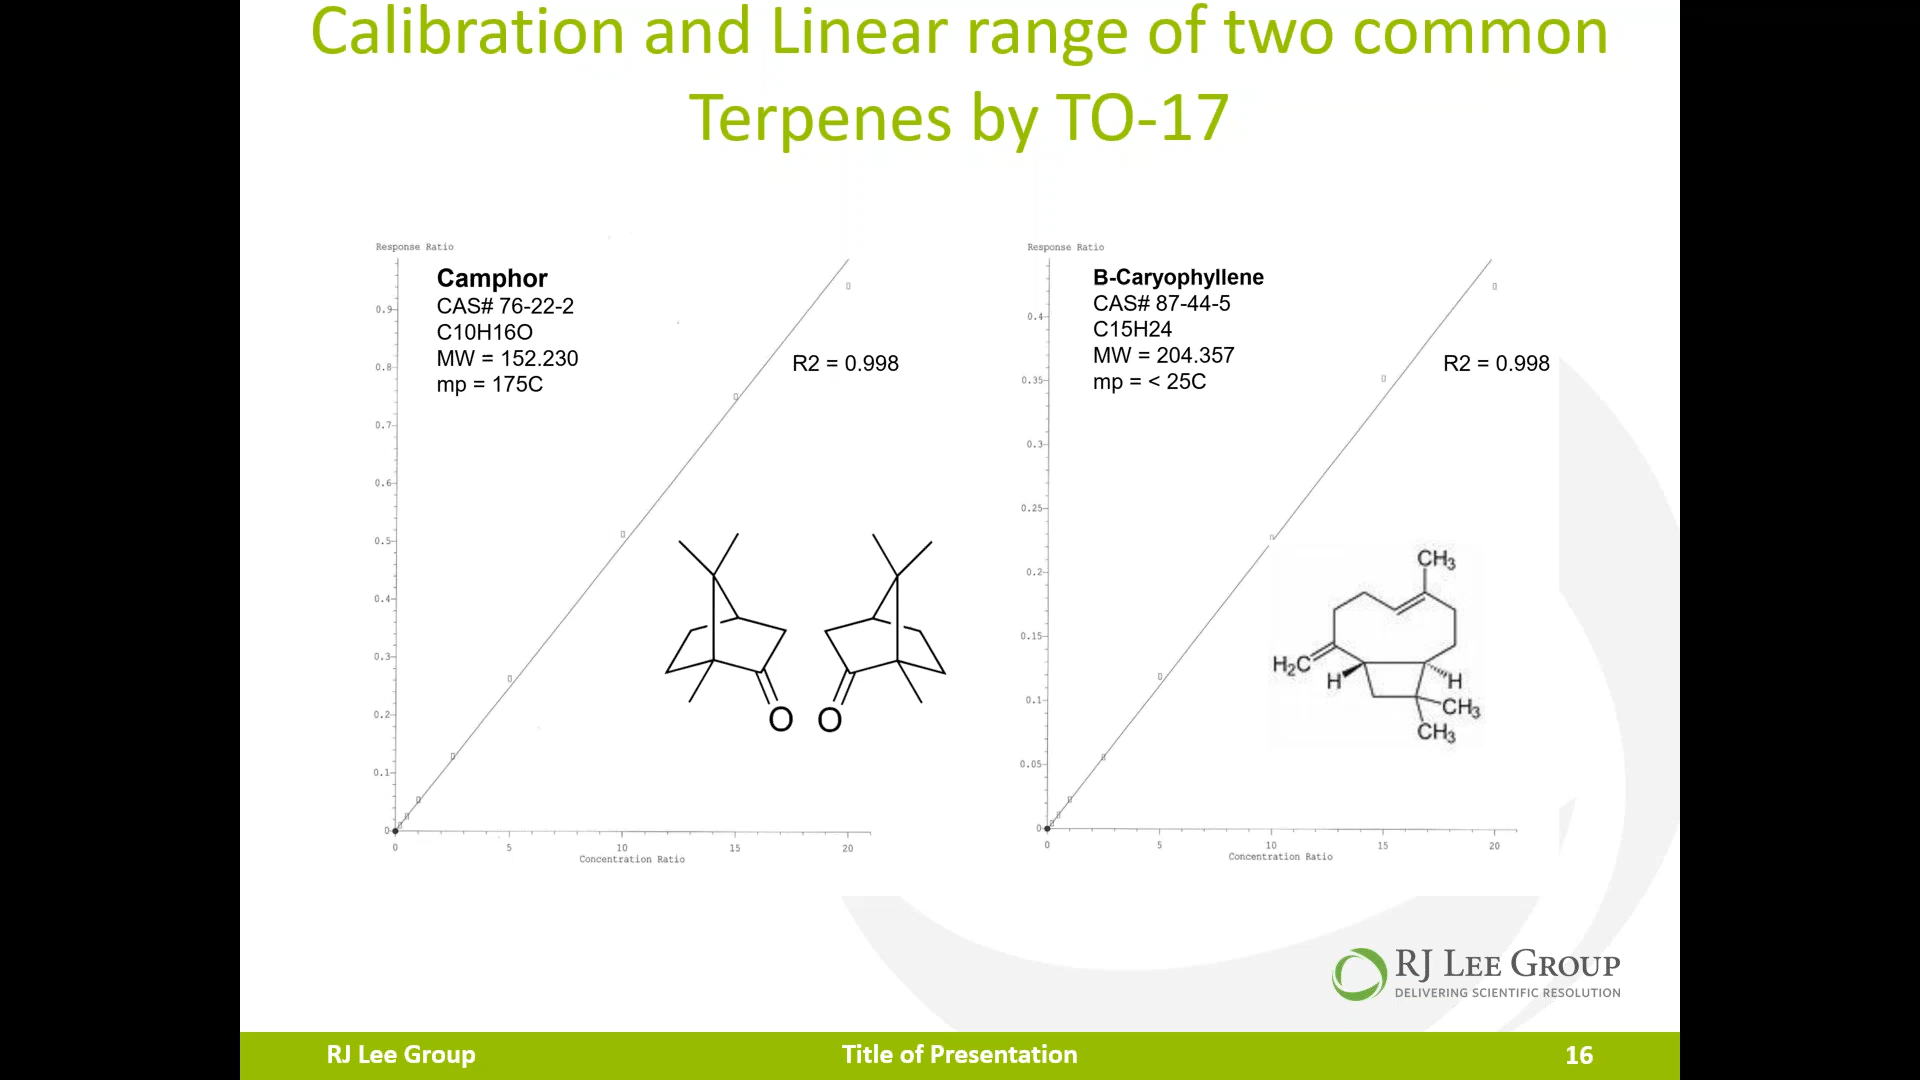 Calibration and Linear range of two common
Terpenes by TO-17
Response Ratio
Camphor
CAS# 76-22-2
C10H16O
MW = 152.230
mp = 175C
R2 = 0.998
0.9
0.8
0.7
0.6
0.5
0.4
0.3
0.2
0.1
0
0 5 10 15 20
Concentration Ratio
O O
Response Ratio
B-Caryophyllene
CAS# 87-44-5
C15H24
MW = 204.357
mp = < 25C
R2 = 0.998
0.4
0.35
0.3
0.25
0.2
0.15
0.1
0.05
0
0 5 10 15 20
Concentration Ratio
CH3
H2C
H H
CH3
CH3
RJ LEE GROUP
DELIVERING SCIENTIFIC RESOLUTION
RJ Lee Group Title of Presentation 16